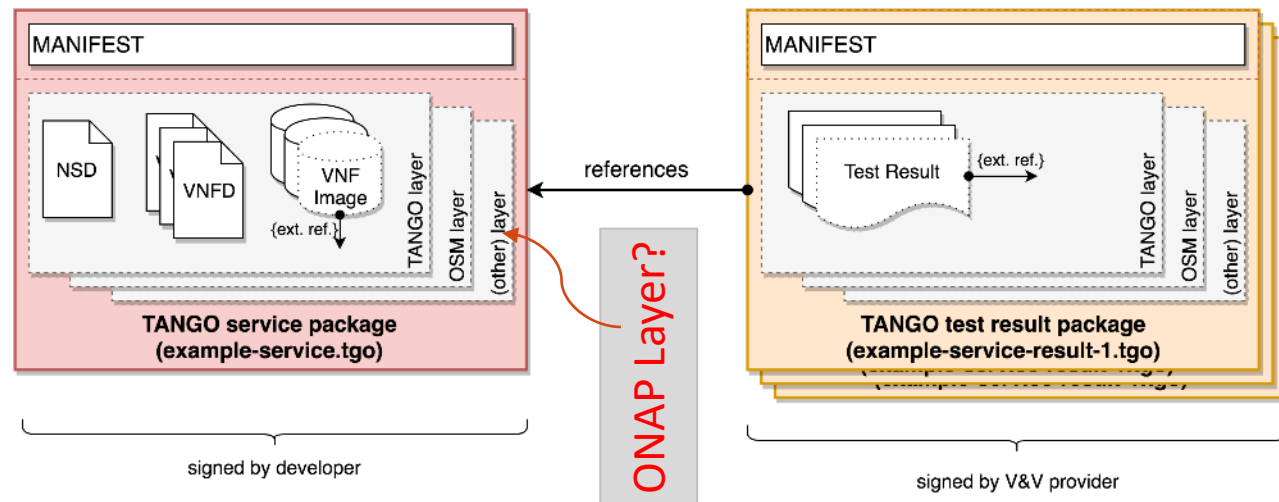 MANIFEST
NSD
VNFD
VNF
Image
{ext. ref.}
TANGO layer
OSM layer
(other) layer
TANGO service package
(example-service.tgo)
signed by developer
references
ONAP Layer?
MANIFEST
Test Result
{ext. ref.}
TANGO layer
OSM layer
(other) layer
TANGO test result package
(example-service-result-1.tgo)
signed by V&V provider